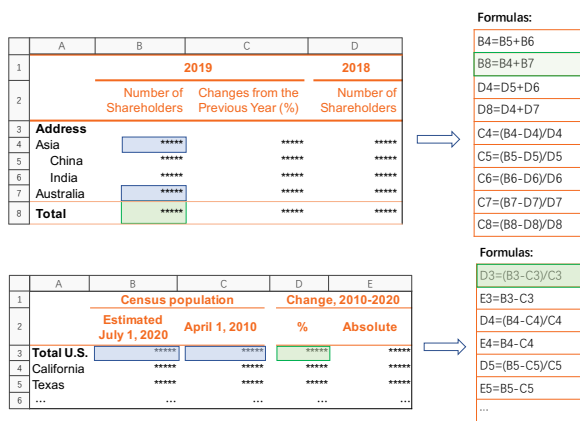 Formulas:
A B C D
1 2019 2018
2 Number of Shareholders Changes from the Previous Year (%) Number of Shareholders
3 Address
4 Asia ***** ***** *****
5 China ***** ***** *****
6 India ***** ***** *****
7 Australia ***** ***** *****
8 Total ***** ***** *****
B4=B5+B6
B8=B4+B7
D4=D5+D6
D8=D4+D7
C4=(B4-D4)/D4
C5=(B5-D5)/D5
C6=(B6-D6)/D6
C7=(B7-D7)/D7
C8=(B8-D8)/D8
Formulas:
A B C D E
1 Census population Change, 2010-2020
2 Estimated July 1, 2020 April 1, 2010 % Absolute
3 Total U.S. ***** ***** ***** *****
4 California ***** ***** ***** *****
5 Texas ***** ***** ***** *****
6 ... ... ... ... ...
D3=(B3-C3)/C3
E3=B3-C3
D4=(B4-C4)/C4
E4=B4-C4
D5=(B5-C5)/C5
E5=B5-C5
...